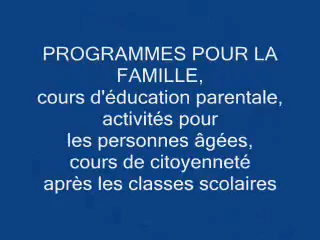 PROGRAMMES POUR LA
FAMILLE,
cours d'éducation parentale,
activités pour
les personnes âgées,
cours de citoyenneté
après les classes scolaires